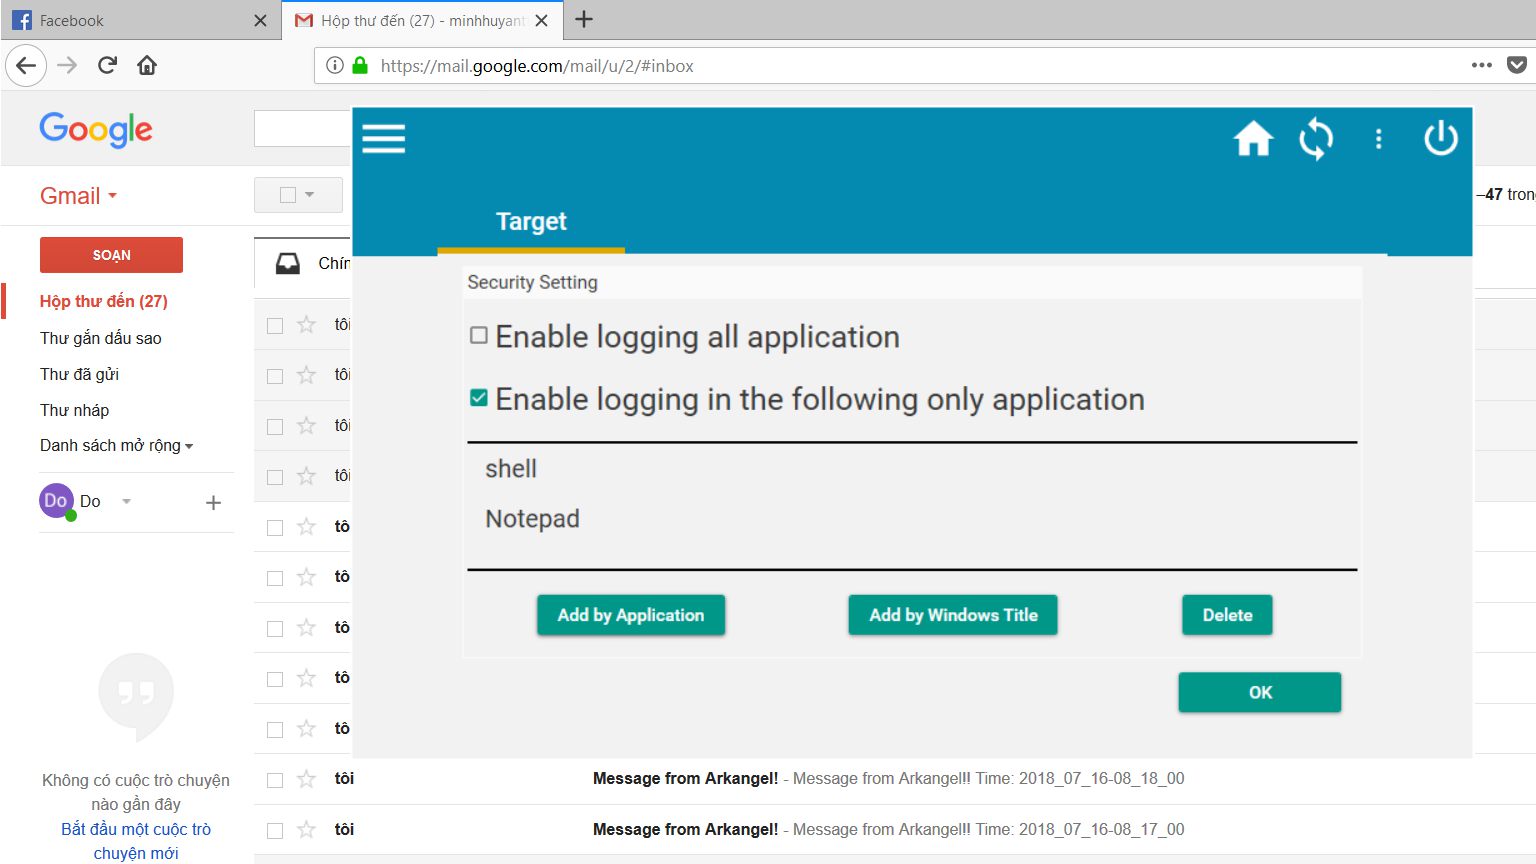 Facebook
Hộp thư đến (27) - minhhuyant
https://mail.google.com/mail/u/2/#inbox
Google
Gmail
–47 tron
SOẠN
Hộp thư đến (27)
Thư gắn dấu sao
Thư đã gửi
Thư nháp
Danh sách mở rộng
Do Do
Không có cuộc trò chuyện
nào gần đây
Bắt đầu một cuộc trò
chuyện mới
Chín
tôi
tôi
tôi
tôi
tô
tô
tô
tô
tô
Target
Security Setting
Enable logging all application
Enable logging in the following only application
shell
Notepad
Add by Application Add by Windows Title Delete
OK
tôi Message from Arkangel! - Message from Arkangel!! Time: 2018_07_16-08_18_00
tôi Message from Arkangel! - Message from Arkangel!! Time: 2018_07_16-08_17_00